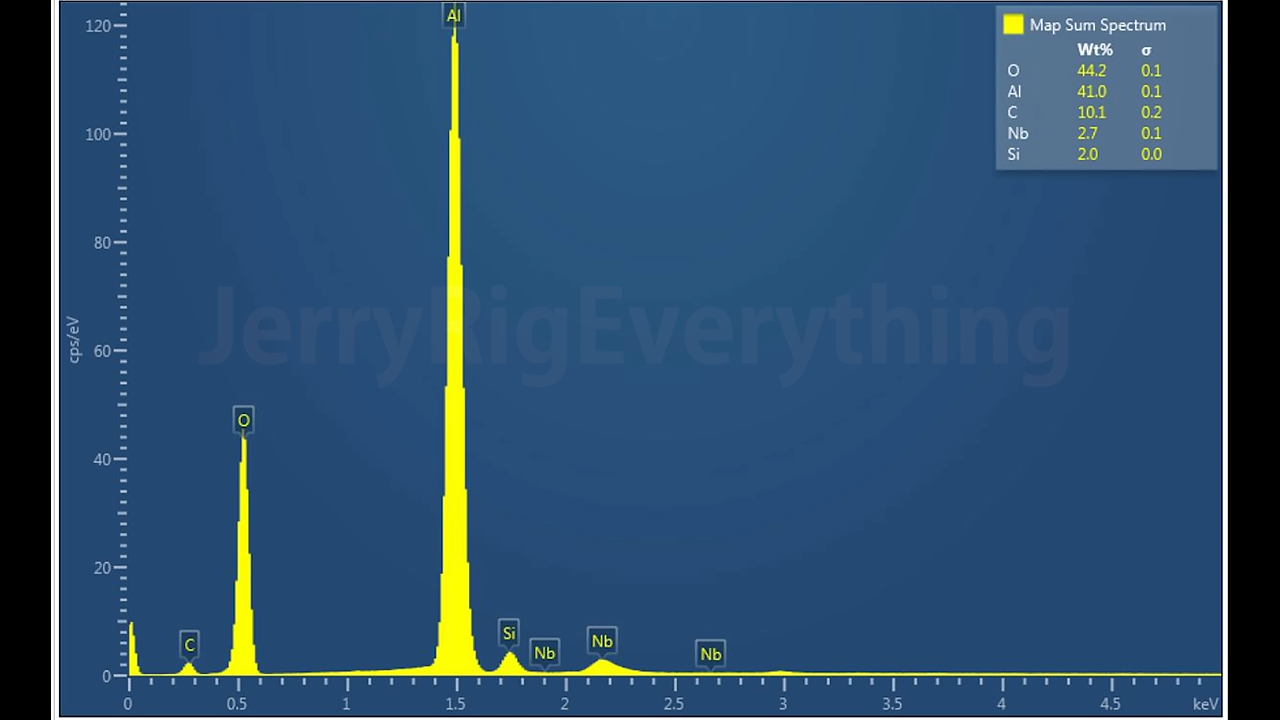 Al
Map Sum Spectrum
Wt% σ
O 44.2 0.1
Al 41.0 0.1
C 10.1 0.2
Nb 2.7 0.1
Si 2.0 0.0
120
100
80
60
40
20
0
cps/eV
JerryRigEverything
O
C
Si
Nb
Nb
Nb
0 0.5 1 1.5 2 2.5 3 3.5 4 4.5 keV